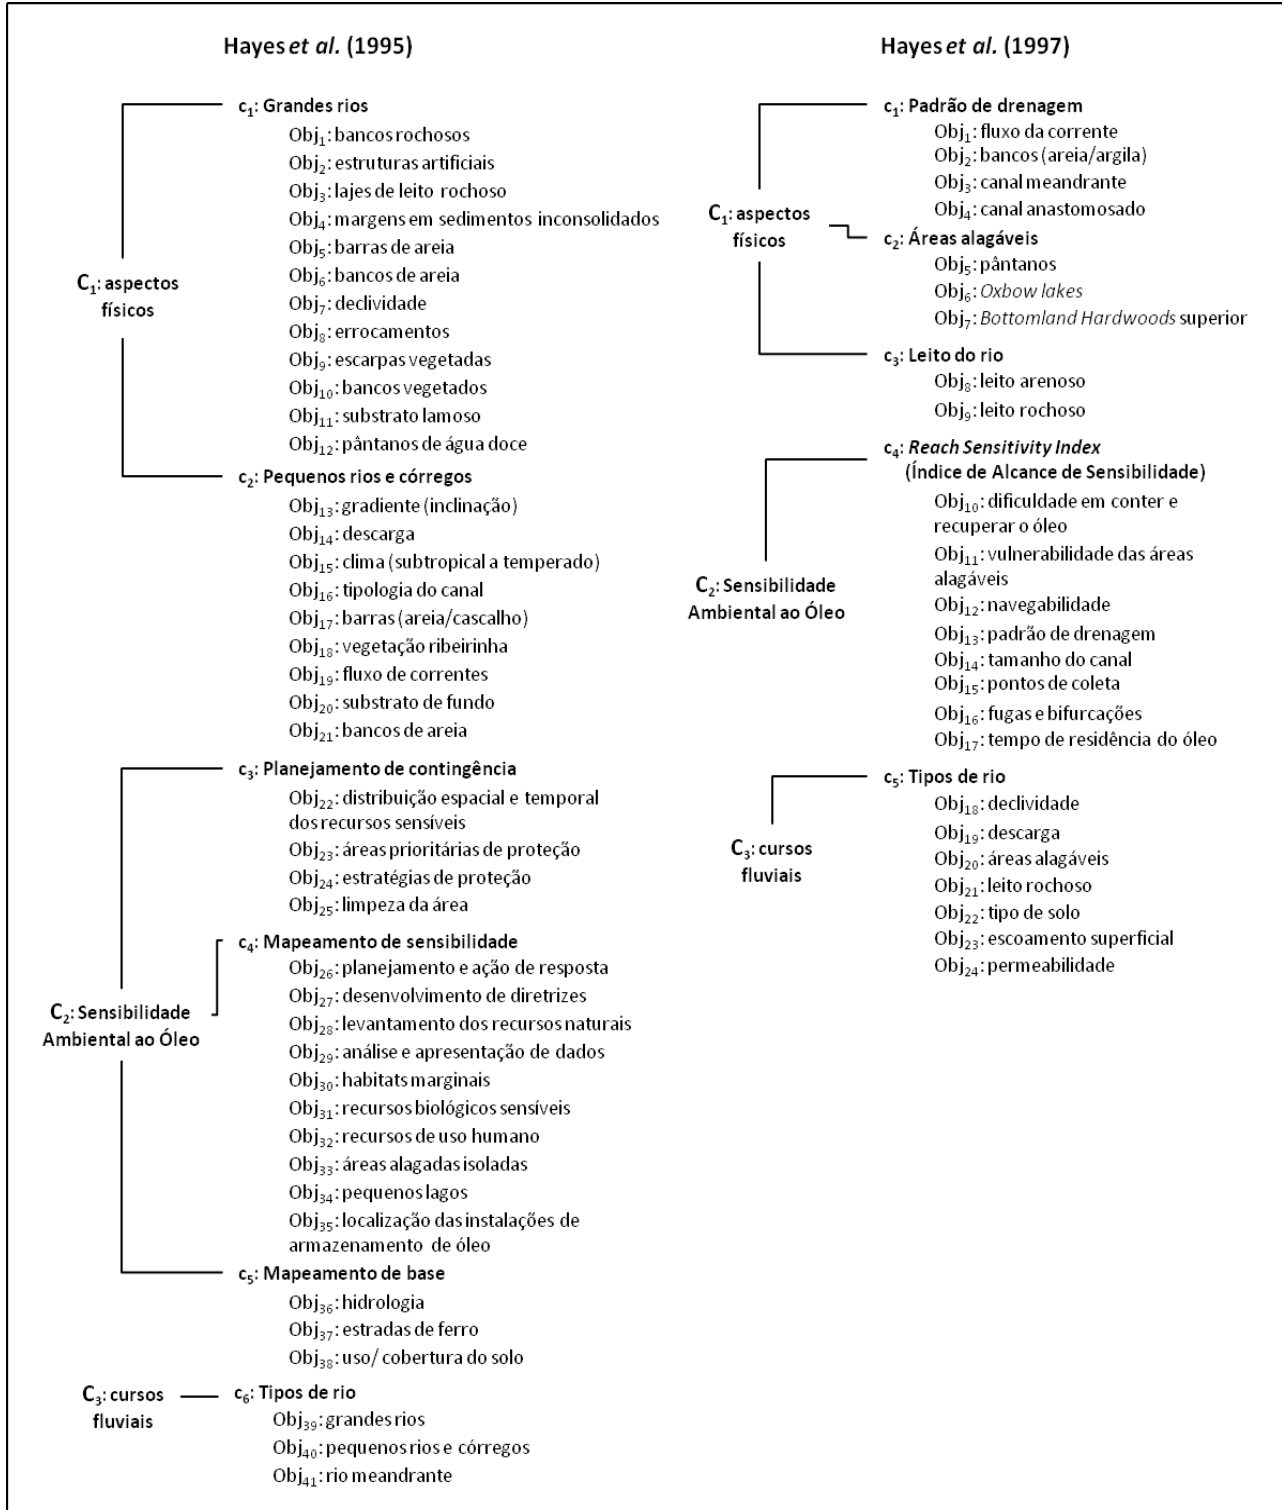 Hayes et al. (1995)
c₁: Grandes rios
Obj₁: bancos rochosos
Obj₂: estruturas artificiais
Obj₃: lajes de leito rochoso
Obj₄: margens em sedimentos inconsolidados
Obj₅: barras de areia
Obj₆: bancos de areia
Obj₇: declividade
Obj₈: errocamentos
Obj₉: escarpas vegetadas
Obj₁₀: bancos vegetados
Obj₁₁: substrato lamoso
Obj₁₂: pântanos de água doce
C₁: aspectos
físicos
c₂: Pequenos rios e córregos
Obj₁₃: gradiente (inclinação)
Obj₁₄: descarga
Obj₁₅: clima (subtropical a temperado)
Obj₁₆: tipologia do canal
Obj₁₇: barras (areia/cascalho)
Obj₁₈: vegetação ribeirinha
Obj₁₉: fluxo de correntes
Obj₂₀: substrato de fundo
Obj₂₁: bancos de areia
c₃: Planejamento de contingência
Obj₂₂: distribuição espacial e temporal
dos recursos sensíveis
Obj₂₃: áreas prioritárias de proteção
Obj₂₄: estratégias de proteção
Obj₂₅: limpeza da área
c₄: Mapeamento de sensibilidade
Obj₂₆: planejamento e ação de resposta
Obj₂₇: desenvolvimento de diretrizes
Obj₂₈: levantamento dos recursos naturais
Obj₂₉: análise e apresentação de dados
Obj₃₀: habitats marginais
Obj₃₁: recursos biológicos sensíveis
Obj₃₂: recursos de uso humano
Obj₃₃: áreas alagadas isoladas
Obj₃₄: pequenos lagos
Obj₃₅: localização das instalações de
armazenamento de óleo
C₂: Sensibilidade
Ambiental ao Óleo
c₅: Mapeamento de base
Obj₃₆: hidrologia
Obj₃₇: estradas de ferro
Obj₃₈: uso/ cobertura do solo
C₃: cursos
fluviais
c₆: Tipos de rio
Obj₃₉: grandes rios
Obj₄₀: pequenos rios e córregos
Obj₄₁: rio meandrante
Hayes et al. (1997)
c₁: Padrão de drenagem
Obj₁: fluxo da corrente
Obj₂: bancos (areia/argila)
Obj₃: canal meandrante
Obj₄: canal anastomosado
C₁: aspectos
físicos
c₂: Áreas alagáveis
Obj₅: pântanos
Obj₆: Oxbow lakes
Obj₇: Bottomland Hardwoods superior
c₃: Leito do rio
Obj₈: leito arenoso
Obj₉: leito rochoso
c₄: Reach Sensitivity Index
(Índice de Alcance de Sensibilidade)
Obj₁₀: dificuldade em conter e
recuperar o óleo
Obj₁₁: vulnerabilidade das áreas
alagáveis
Obj₁₂: navegabilidade
Obj₁₃: padrão de drenagem
Obj₁₄: tamanho do canal
Obj₁₅: pontos de coleta
Obj₁₆: fugas e bifurcações
Obj₁₇: tempo de residência do óleo
C₂: Sensibilidade
Ambiental ao Óleo
c₅: Tipos de rio
Obj₁₈: declividade
Obj₁₉: descarga
Obj₂₀: áreas alagáveis
Obj₂₁: leito rochoso
Obj₂₂: tipo de solo
Obj₂₃: escoamento superficial
Obj₂₄: permeabilidade
C₃: cursos
fluviais